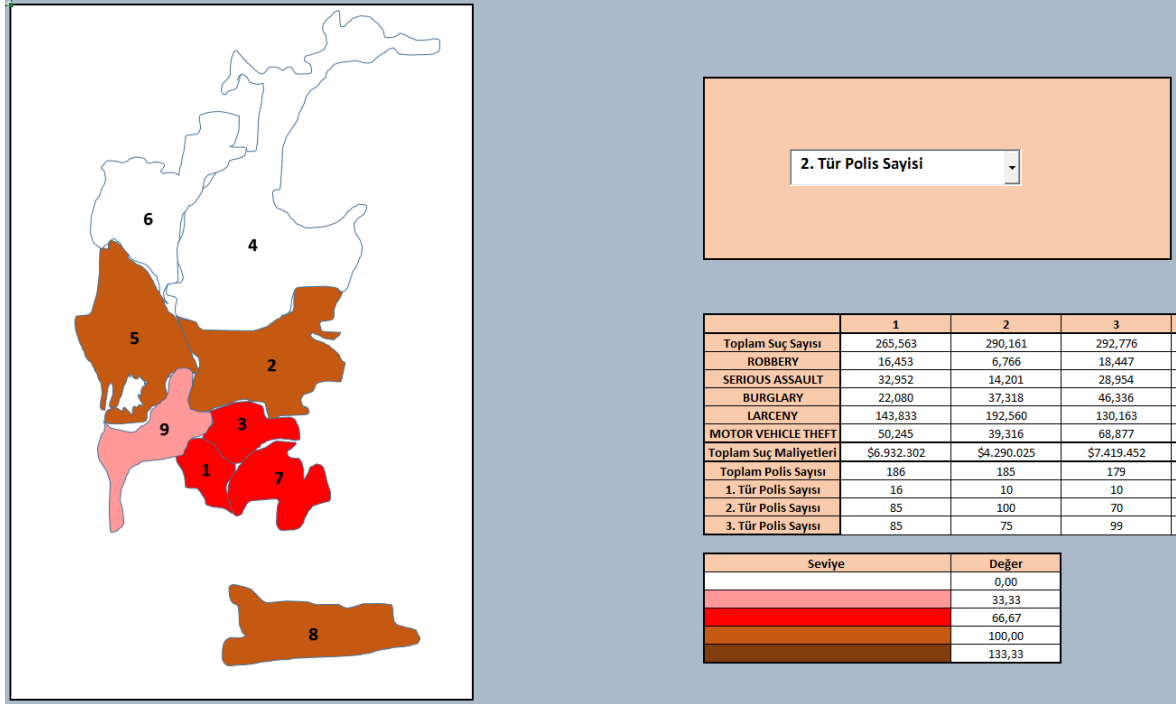 6
4
5
2
9
3
1
7
8
2. Tür Polis Sayisi
1 2 3
Toplam Suç Sayısı 265,563 290,161 292,776
ROBBERY 16,453 6,766 18,447
SERIOUS ASSAULT 32,952 14,201 28,954
BURGLARY 22,080 37,318 46,336
LARCENY 143,833 192,560 130,163
MOTOR VEHICLE THEFT 50,245 39,316 68,877
Toplam Suç Maliyetleri $6.932.302 $4.290.025 $7.419.452
Toplam Polis Sayısı 186 185 179
1. Tür Polis Sayısı 16 10 10
2. Tür Polis Sayısı 85 100 70
3. Tür Polis Sayısı 85 75 99
Seviye Değer
0,00
33,33
66,67
100,00
133,33